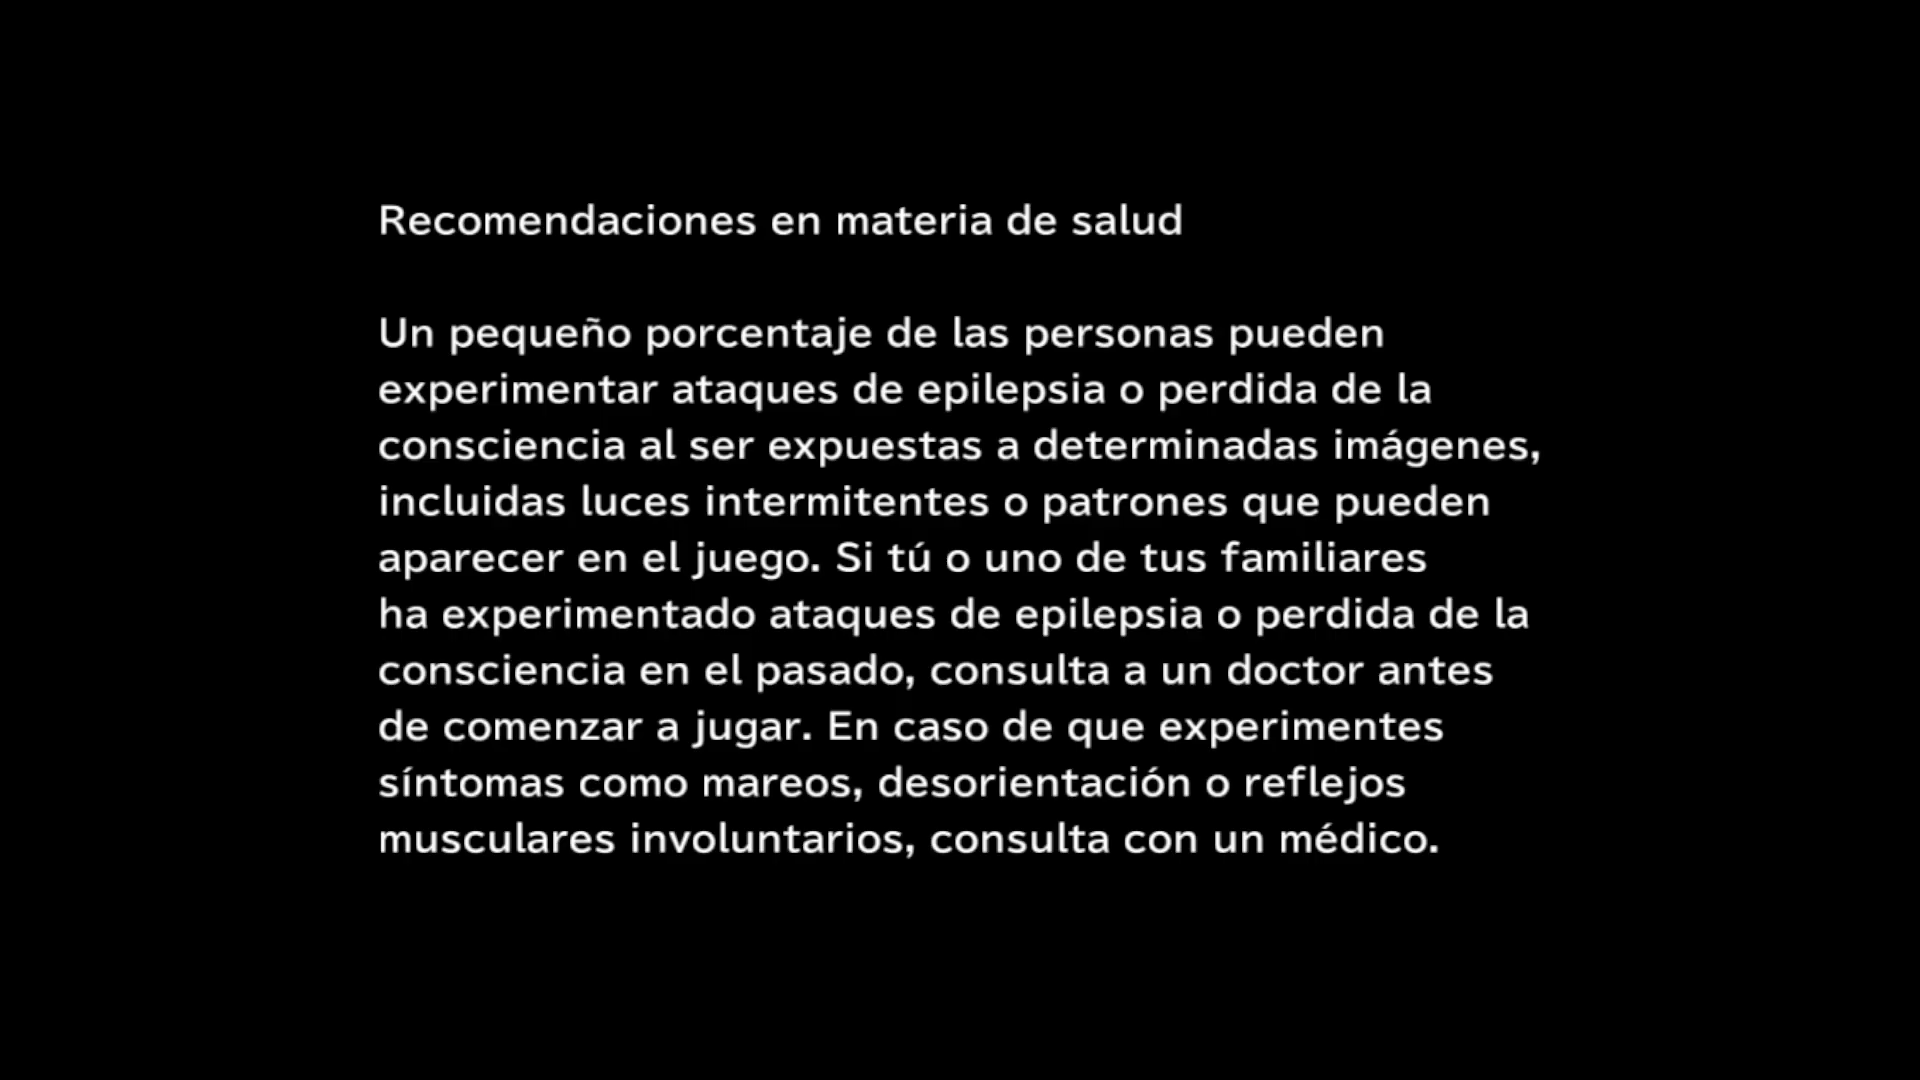 Recomendaciones en materia de salud
Un pequeño porcentaje de las personas pueden
experimentar ataques de epilepsia o perdida de la
consciencia al ser expuestas a determinadas imágenes,
incluidas luces intermitentes o patrones que pueden
aparecer en el juego. Si tú o uno de tus familiares
ha experimentado ataques de epilepsia o perdida de la
consciencia en el pasado, consulta a un doctor antes
de comenzar a jugar. En caso de que experimentes
síntomas como mareos, desorientación o reflejos
musculares involuntarios, consulta con un médico.